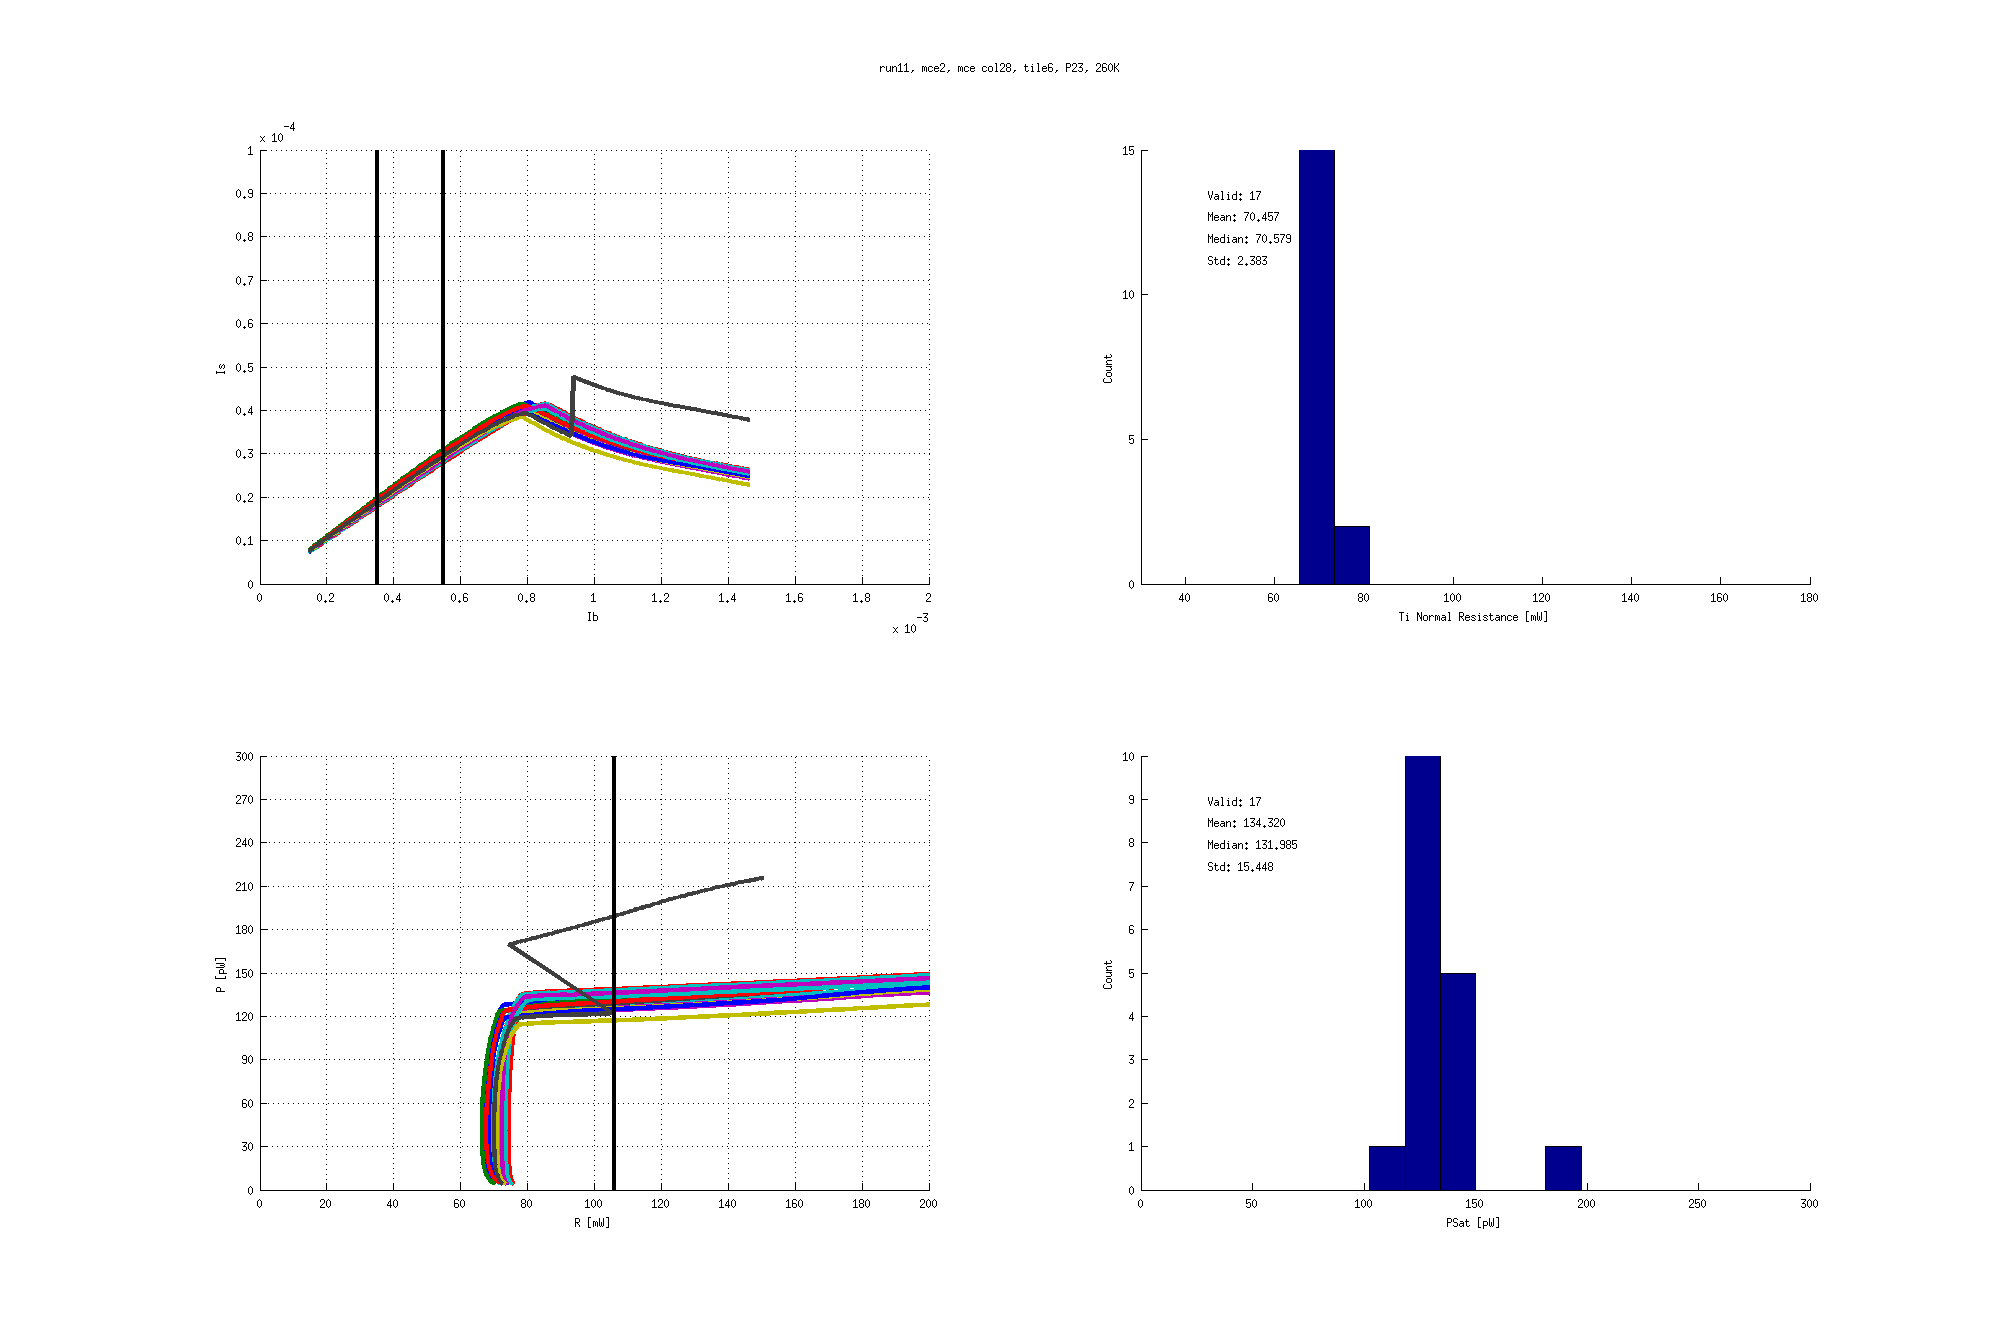 run11, mce2, mce col28, tile6, P23, 260K
x 10^-4
1
0.9
0.8
0.7
0.6
0.5
0.4
0.3
0.2
0.1
0
Is
0 0.2 0.4 0.6 0.8 1 1.2 1.4 1.6 1.8 2
Ib
x 10^-3
15
10
5
0
Count
Valid: 17
Mean: 70.457
Median: 70.579
Std: 2.383
40 60 80 100 120 140 160 180
Ti Normal Resistance [mW]
300
270
240
210
180
150
120
90
60
30
0
P [pW]
0 20 40 60 80 100 120 140 160 180 200
R [mW]
10
9
8
7
6
5
4
3
2
1
0
Count
Valid: 17
Mean: 134.320
Median: 131.985
Std: 15.448
0 50 100 150 200 250 300
PSat [pW]